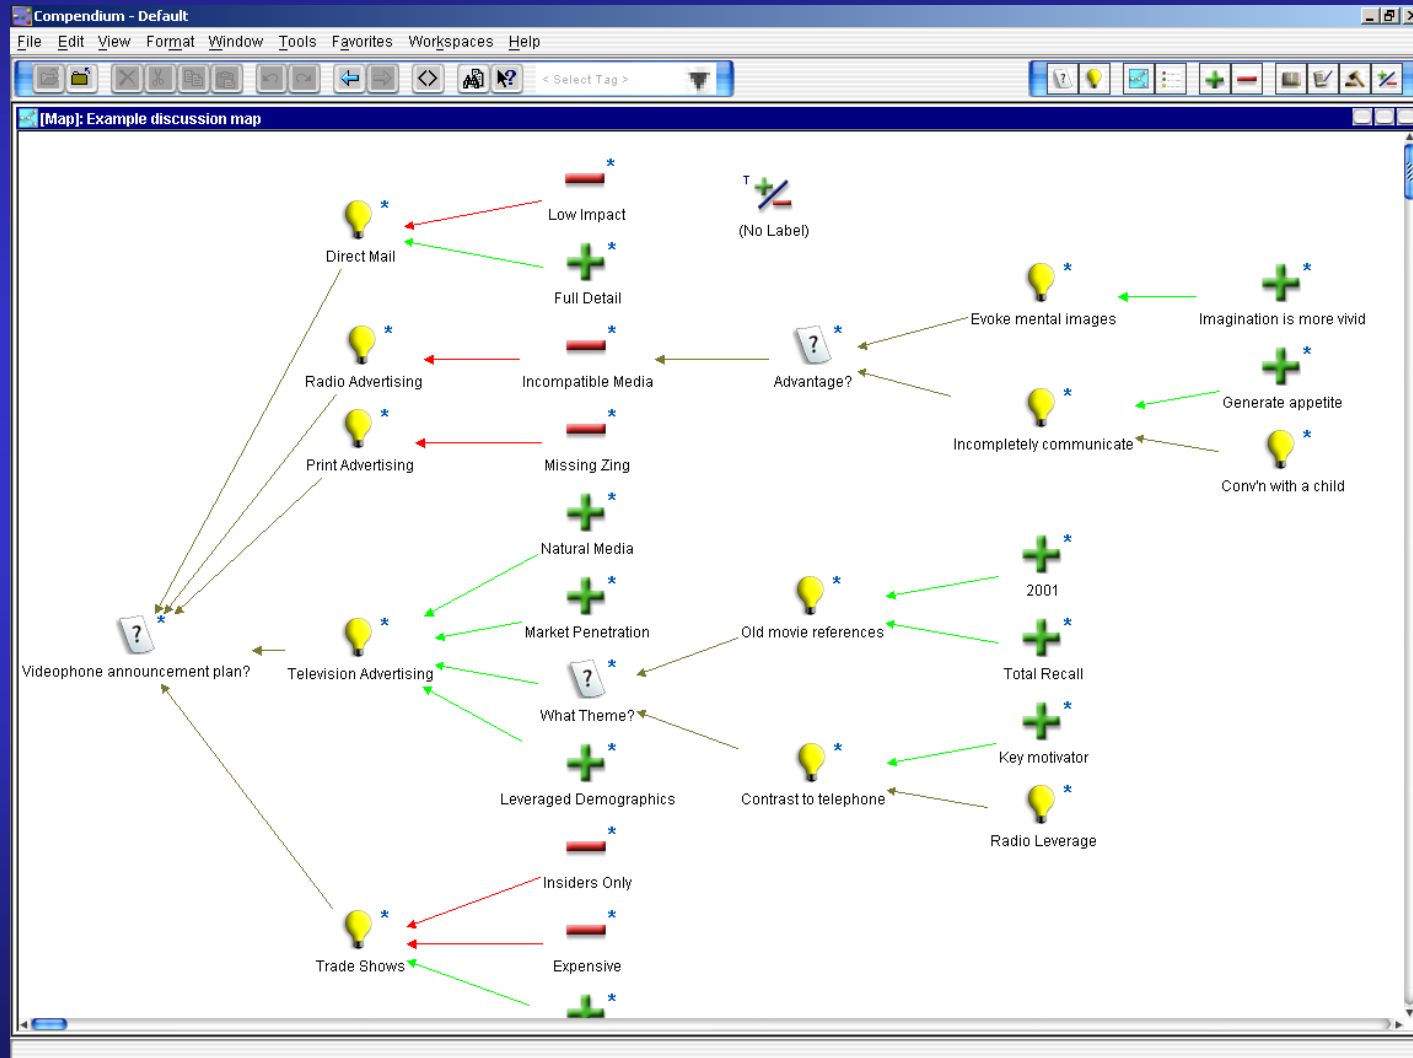 Compendium - Default
File Edit View Format Window Tools Favorites Workspaces Help
< Select Tag >
[Map]: Example discussion map
Low Impact
T
(No Label)
Direct Mail
Full Detail
Evoke mental images
Imagination is more vivid
Radio Advertising
Incompatible Media
Advantage?
Generate appetite
Incompletely communicate
Print Advertising
Missing Zing
Conv'n with a child
Natural Media
2001
Market Penetration
Old movie references
Videophone announcement plan?
Television Advertising
Total Recall
What Theme?
Key motivator
Leveraged Demographics
Contrast to telephone
Radio Leverage
Insiders Only
Trade Shows
Expensive